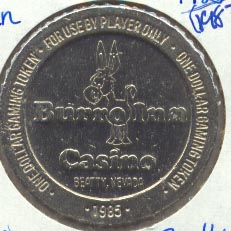 ONE DOLLAR GAMING TOKEN · FOR USE BY PLAYER ONLY · ONE DOLLAR GAMING TOKEN ·
Burro Inn
Casino
BEATTY, NEVADA
· 1985 ·